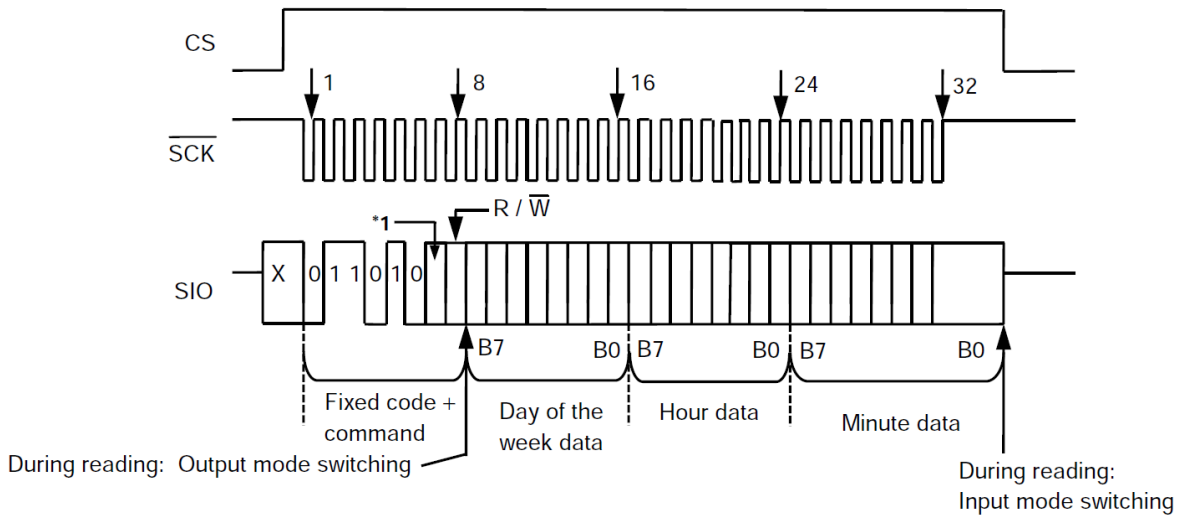 CS
1 8 16 24 32
SCK
*1 R / W
X 0 1 1 0 1 0
SIO
B7 B0 B7 B0 B7 B0
Fixed code +
command
Day of the
week data
Hour data
Minute data
During reading: Output mode switching
During reading:
Input mode switching